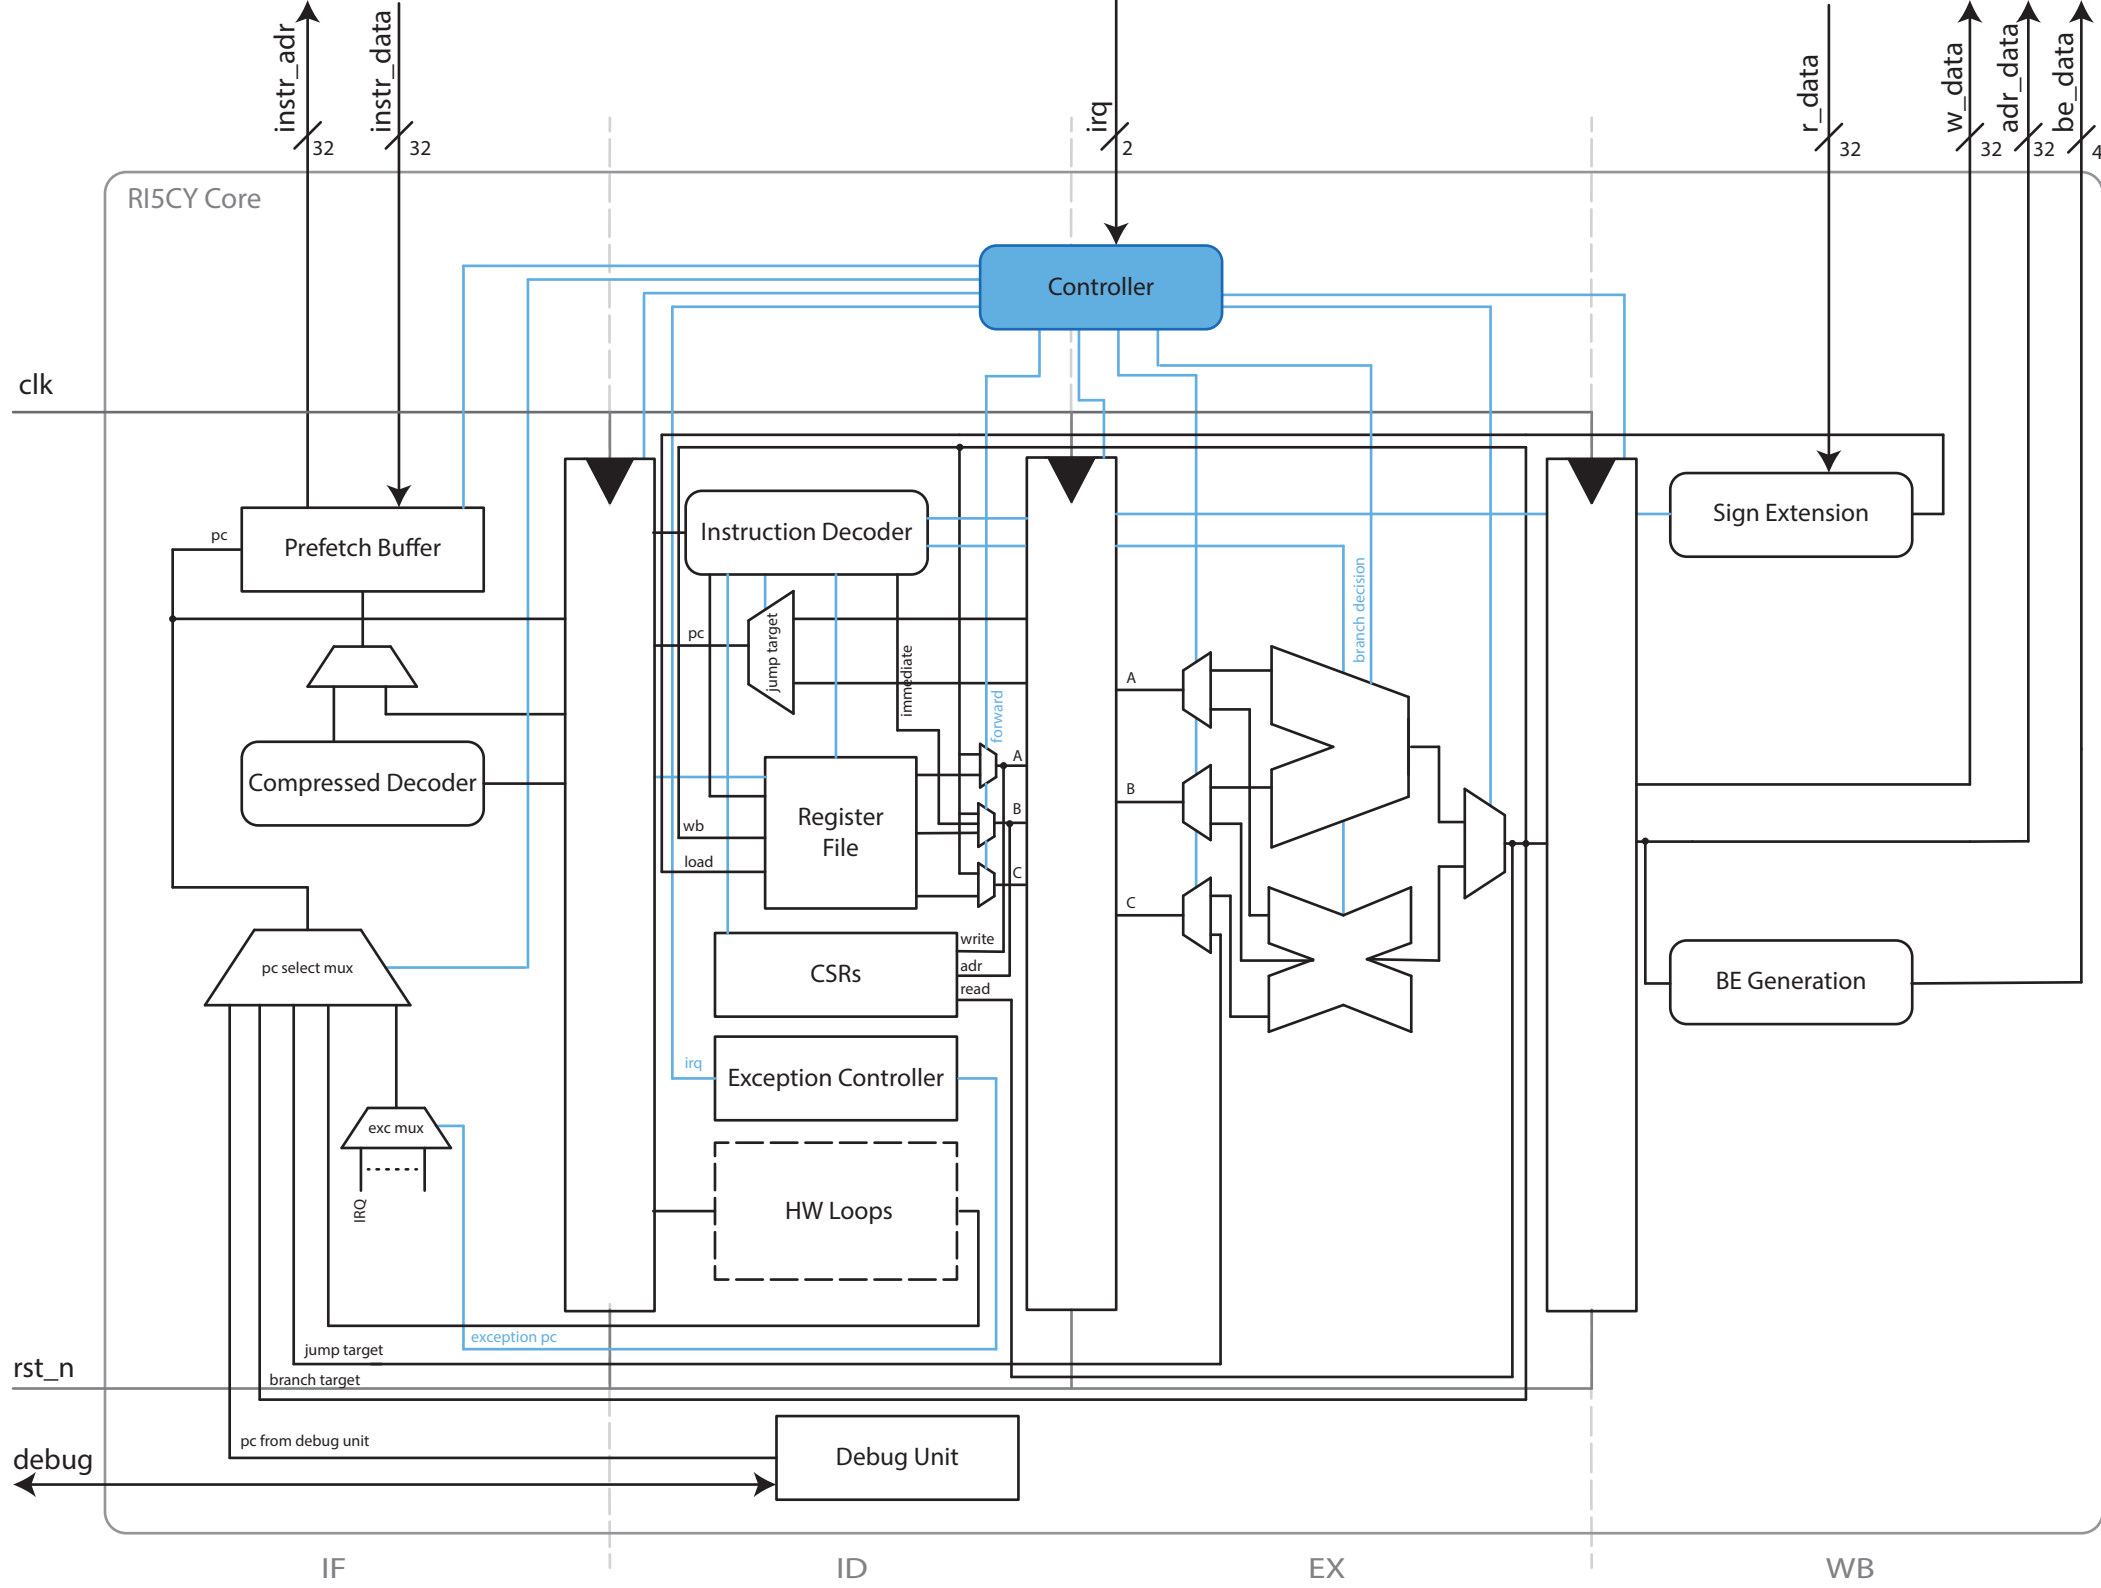 instr_adr
32
instr_data
32
irq
2
r_data
32
w_data
32
adr_data
32
be_data
4
RI5CY Core
Controller
clk
Prefetch Buffer
pc
Compressed Decoder
pc select mux
exc mux
IRQ
Instruction Decoder
pc
jump target
immediate
forward
Register
File
wb
load
A
B
C
CSRs
write
adr
read
irq
Exception Controller
HW Loops
A
B
C
branch decision
Sign Extension
BE Generation
exception pc
jump target
rst_n
branch target
pc from debug unit
debug
Debug Unit
IF
ID
EX
WB